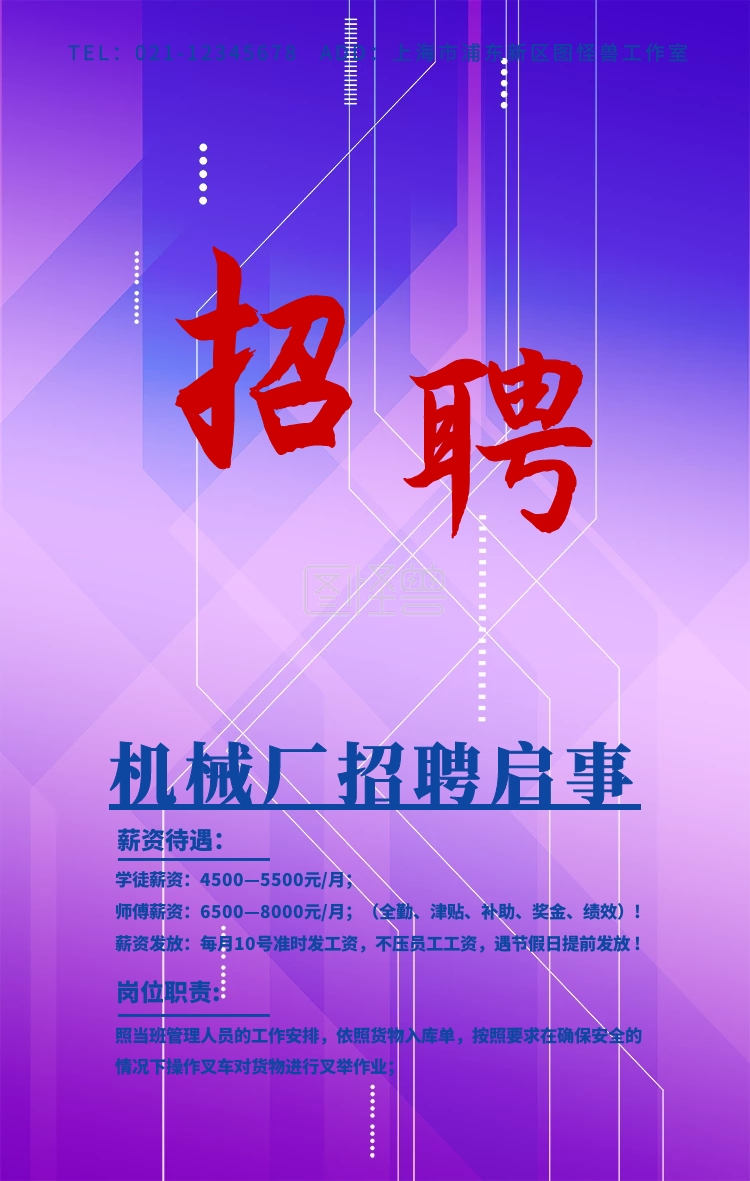 TEL：021-12345678 ADD：上海市浦东新区图怪兽工作室
招聘
图怪兽
机械厂招聘启事
薪资待遇：
学徒薪资：4500—5500元/月；
师傅薪资：6500—8000元/月；（全勤、津贴、补助、奖金、绩效）！
薪资发放：每月10号准时发工资，不压员工工资，遇节假日提前发放！
岗位职责：
照当班管理人员的工作安排，依照货物入库单，按照要求在确保安全的
情况下操作叉车对货物进行叉举作业；